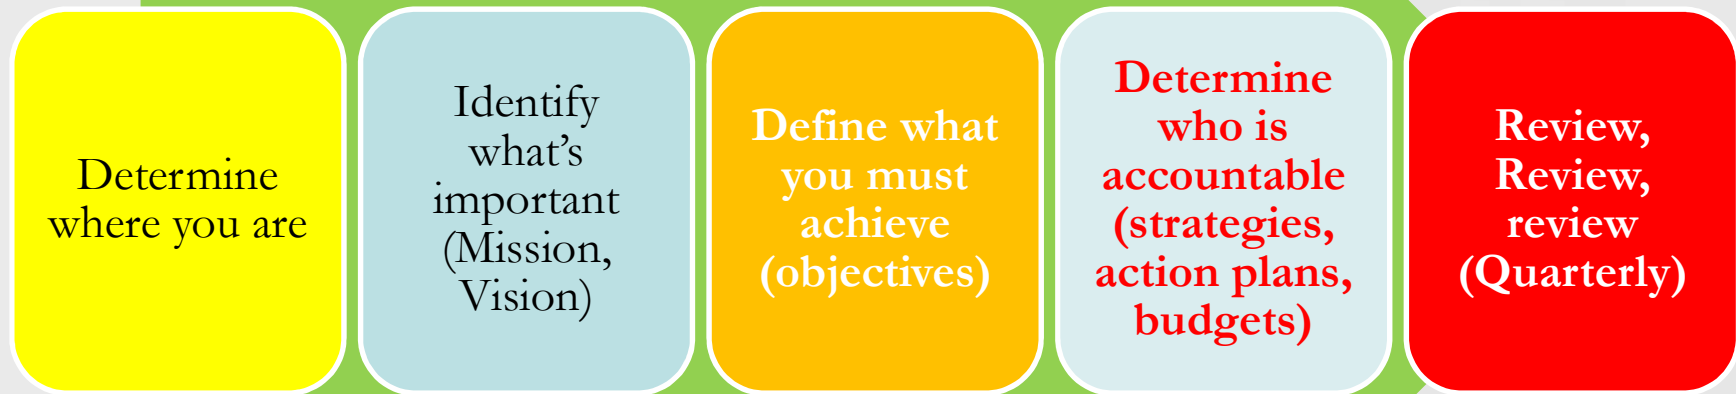 Determine
where you are
Identify
what's
important
(Mission,
Vision)
Define what
you must
achieve
(objectives)
Determine
who is
accountable
(strategies,
action plans,
budgets)
Review,
Review,
review
(Quarterly)